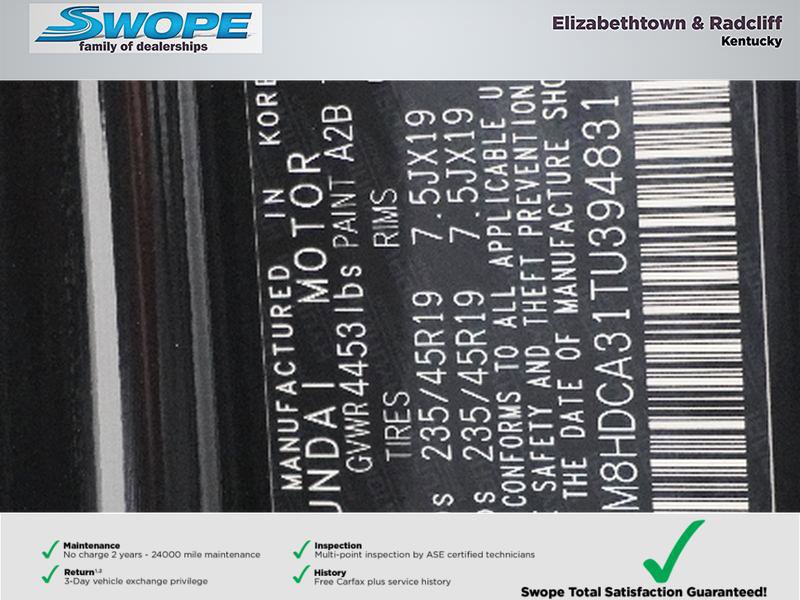 SWOPE
family of dealerships
Elizabethtown & Radcliff
Kentucky
MANUFACTURED IN KORE
UNDAI MOTOR
GVWR 4453lbs PAINT A2B
TIRES RIMS
235/45R19 7.5JX19
235/45R19 7.5JX19
CONFORMS TO ALL APPLICABLE U
SAFETY AND THEFT PREVENTION
THE DATE OF MANUFACTURE SHO
M8HDCA31TU394831
Maintenance
No charge 2 years - 24000 mile maintenance
Return1,2
3-Day vehicle exchange privilege
Inspection
Multi-point inspection by ASE certified technicians
History
Free Carfax plus service history
Swope Total Satisfaction Guaranteed!